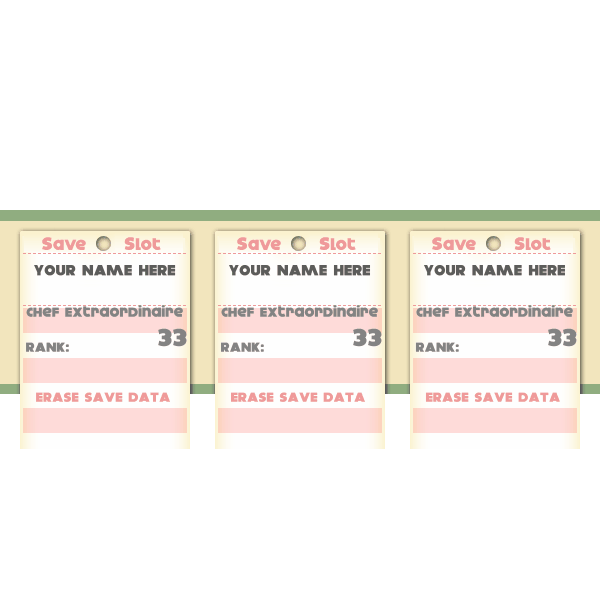 Save Slot
YOUR NAME HERE
Chef Extraordinaire
33
RANK:
ERASE SAVE DATA
Save Slot
YOUR NAME HERE
Chef Extraordinaire
33
RANK:
ERASE SAVE DATA
Save Slot
YOUR NAME HERE
Chef Extraordinaire
33
RANK:
ERASE SAVE DATA